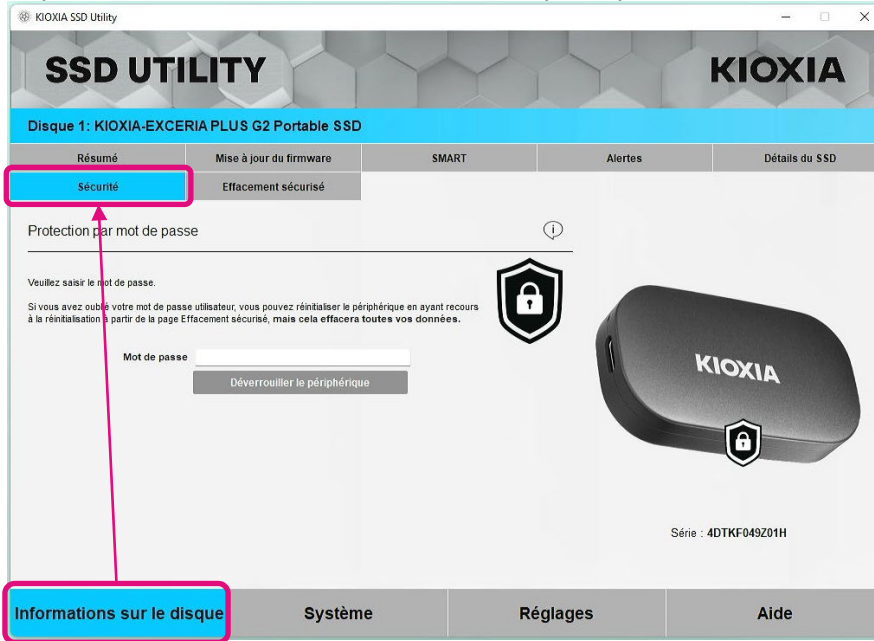 KIOXIA SSD Utility
SSD UTILITY
KIOXIA
Disque 1: KIOXIA-EXCERIA PLUS G2 Portable SSD
Résumé
Mise à jour du firmware
SMART
Alertes
Détails du SSD
Sécurité
Effacement sécurisé
Protection par mot de passe
Veuillez saisir le mot de passe.
Si vous avez oublié votre mot de passe utilisateur, vous pouvez réinitialiser le périphérique en ayant recours
à la réinitialisation à partir de la page Effacement sécurisé, mais cela effacera toutes vos données.
Mot de passe
Déverrouiller le périphérique
KIOXIA
Série : 4DTKF049Z01H
Informations sur le disque
Système
Réglages
Aide